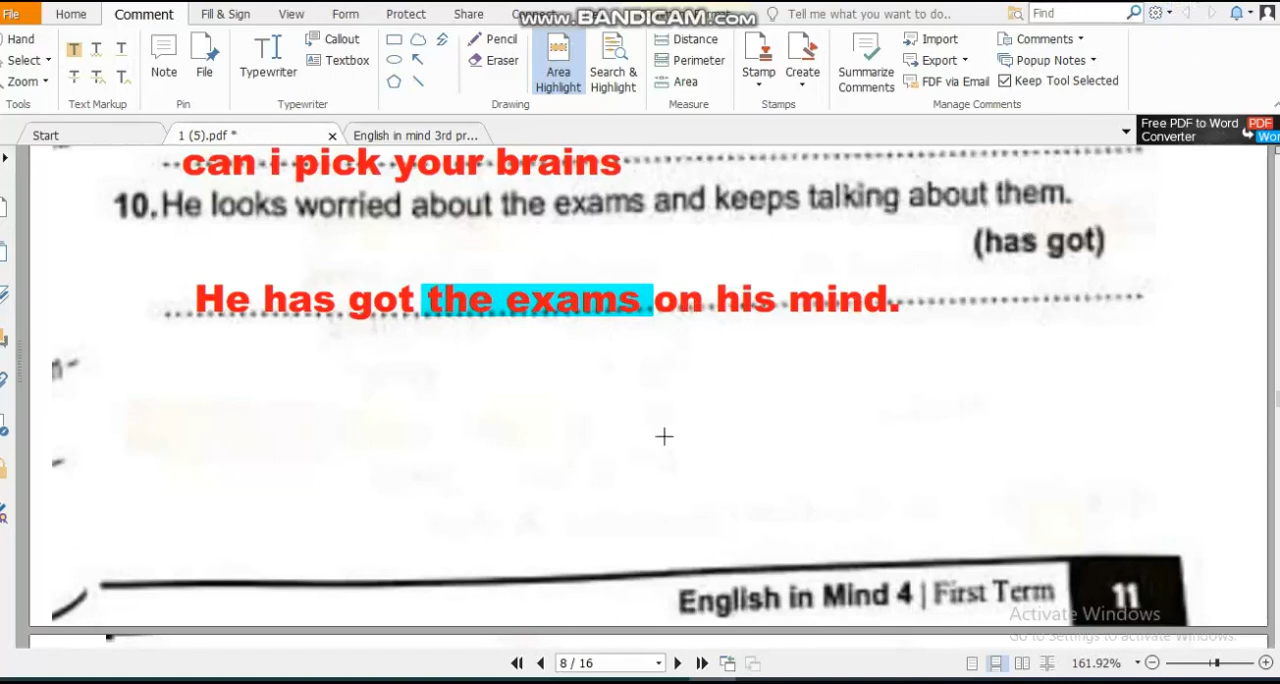 File Home Comment Fill & Sign View Form Protect Share www.BANDICAM.com Tell me what you want to do.. Find
Hand
Select
Zoom
Tools
Text Markup
Note File
Pin
Typewriter
Callout
Textbox
Typewriter
Pencil
Eraser
Drawing
Area Highlight
Search & Highlight
Distance
Perimeter
Area
Measure
Stamp Create
Stamps
Summarize Comments
Import
Export
FDF via Email
Comments
Popup Notes
Keep Tool Selected
Manage Comments
Start 1 (5).pdf * English in mind 3rd pr...
Free PDF to Word Converter
can i pick your brains
10. He looks worried about the exams and keeps talking about them.
(has got)
He has got the exams on his mind.
English in Mind 4 | First Term 11
Activate Windows
Go to Settings to activate Windows.
8 / 16 161.92%